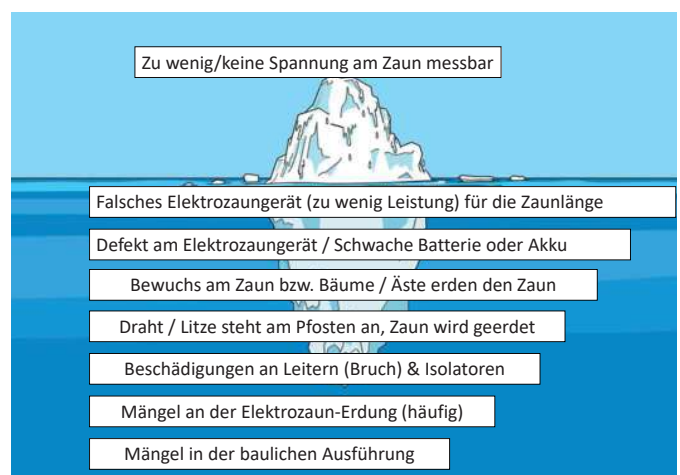 Zu wenig/keine Spannung am Zaun messbar
Falsches Elektrozaungerät (zu wenig Leistung) für die Zaunlänge
Defekt am Elektrozaungerät / Schwache Batterie oder Akku
Bewuchs am Zaun bzw. Bäume / Äste erden den Zaun
Draht / Litze steht am Pfosten an, Zaun wird geerdet
Beschädigungen an Leitern (Bruch) & Isolatoren
Mängel an der Elektrozaun-Erdung (häufig)
Mängel in der baulichen Ausführung